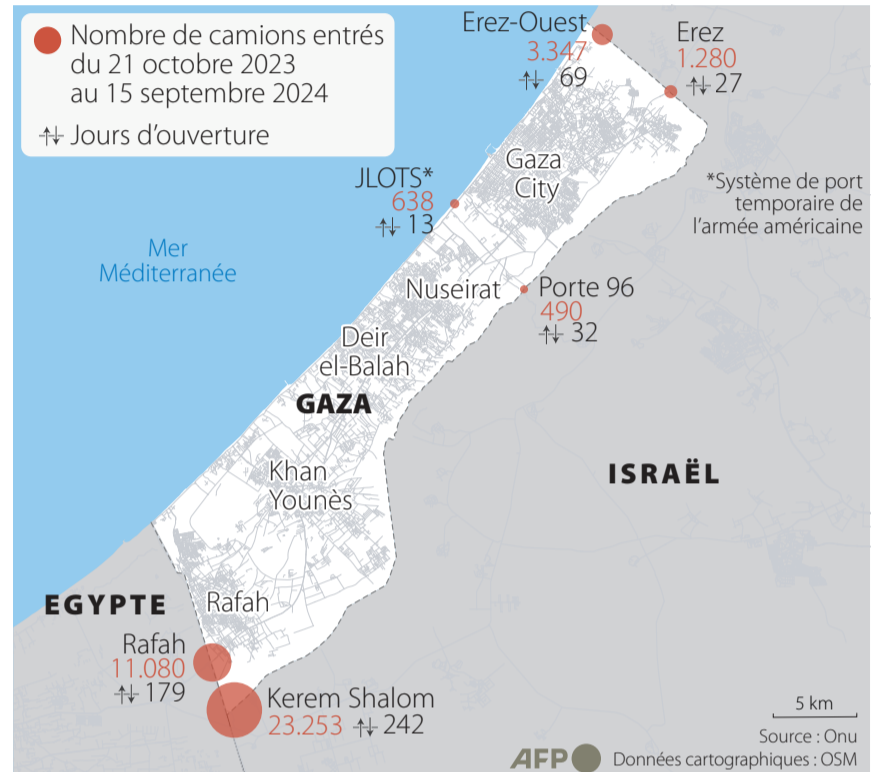 Nombre de camions entrés
du 21 octobre 2023
au 15 septembre 2024
Jours d'ouverture
Erez-Ouest
3.347
69
Erez
1.280
27
JLOTS*
638
13
Gaza
City
*Système de port
temporaire de
l'armée américaine
Mer
Méditerranée
Nuseirat
Porte 96
490
32
Deir
el-Balah
GAZA
Khan
Younès
ISRAËL
EGYPTE
Rafah
Rafah
11.080
179
Kerem Shalom
23.253 242
5 km
Source : Onu
AFP Données cartographiques : OSM